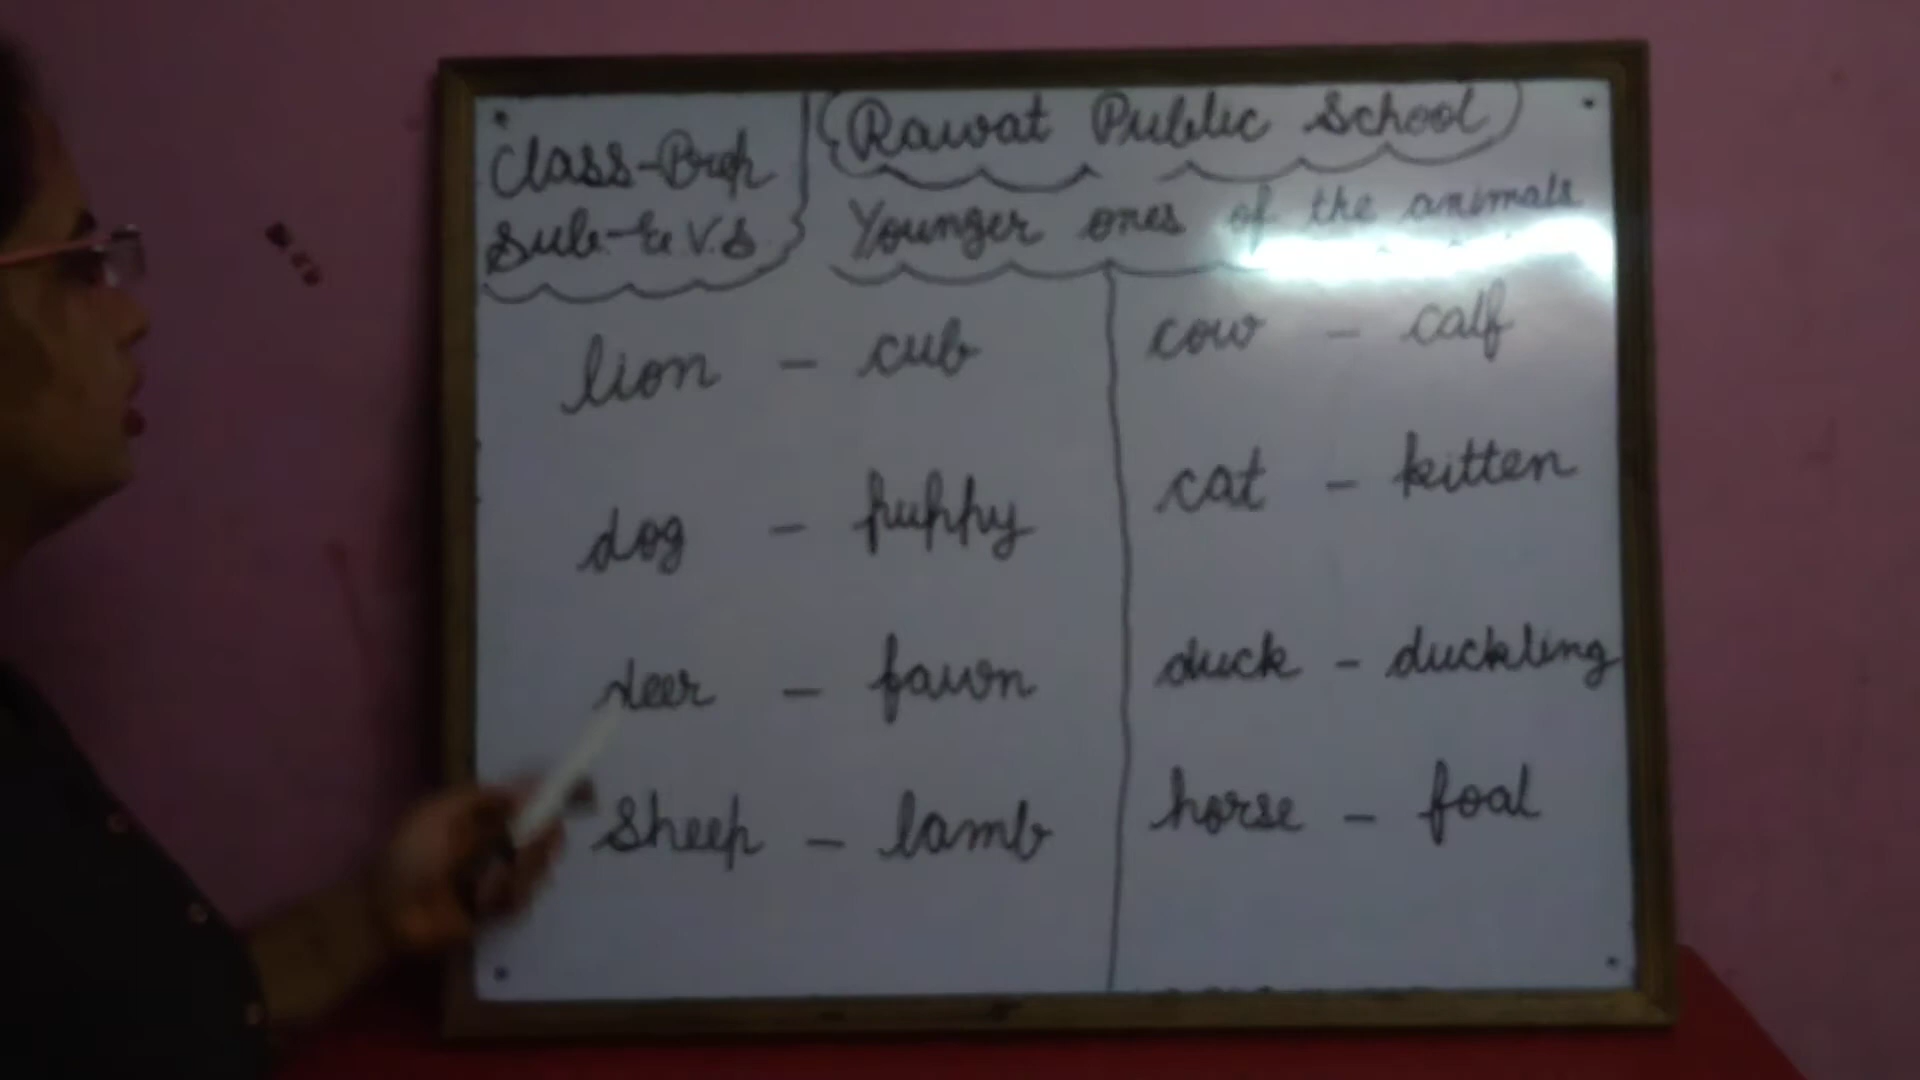 Class-Prep
Sub-E.V.S
Rawat Public School
Younger ones of the animals
lion - cub
dog - puppy
deer - fawn
sheep - lamb
cow - calf
cat - kitten
duck - duckling
horse - foal